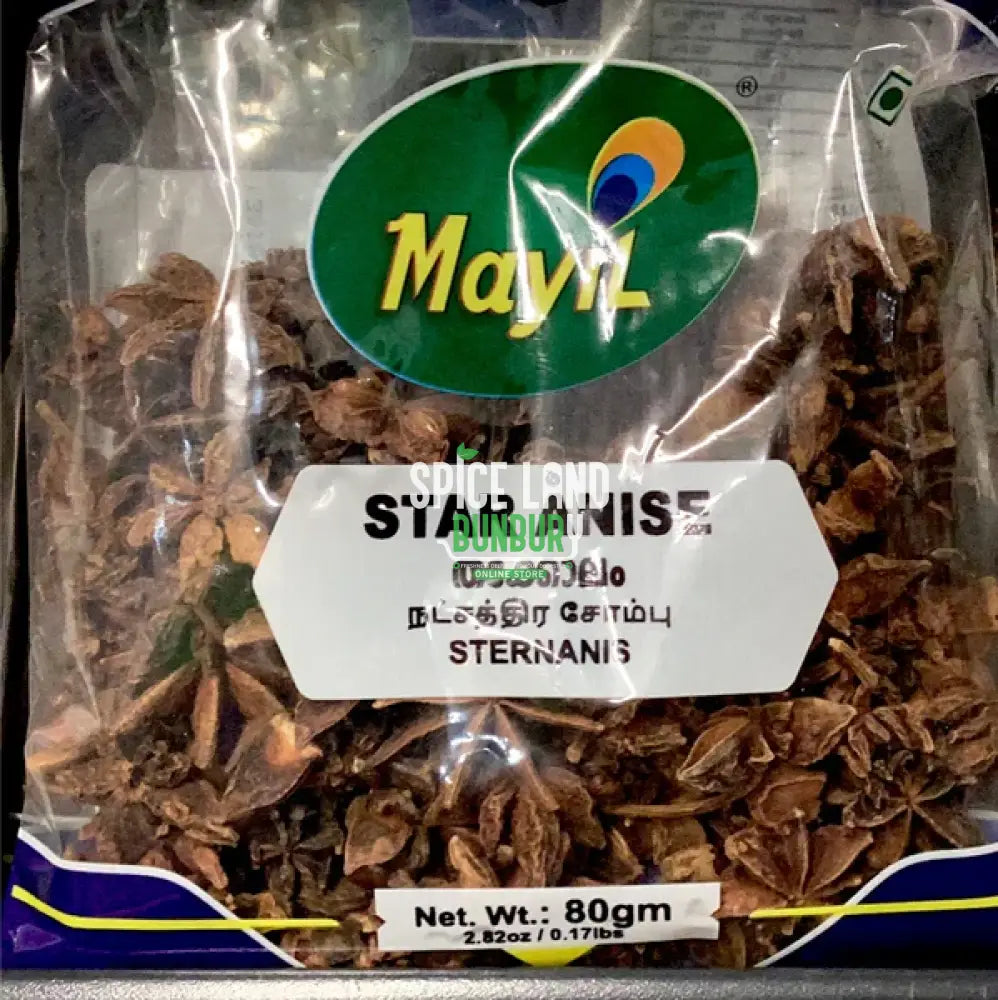 ®
Mayil
STAR ANISE
SPICE LAND
BUNBURY
ONLINE STORE
நட்சத்திர சோம்பு
STERNANIS
Net. Wt.: 80gm
2.82oz / 0.17lbs